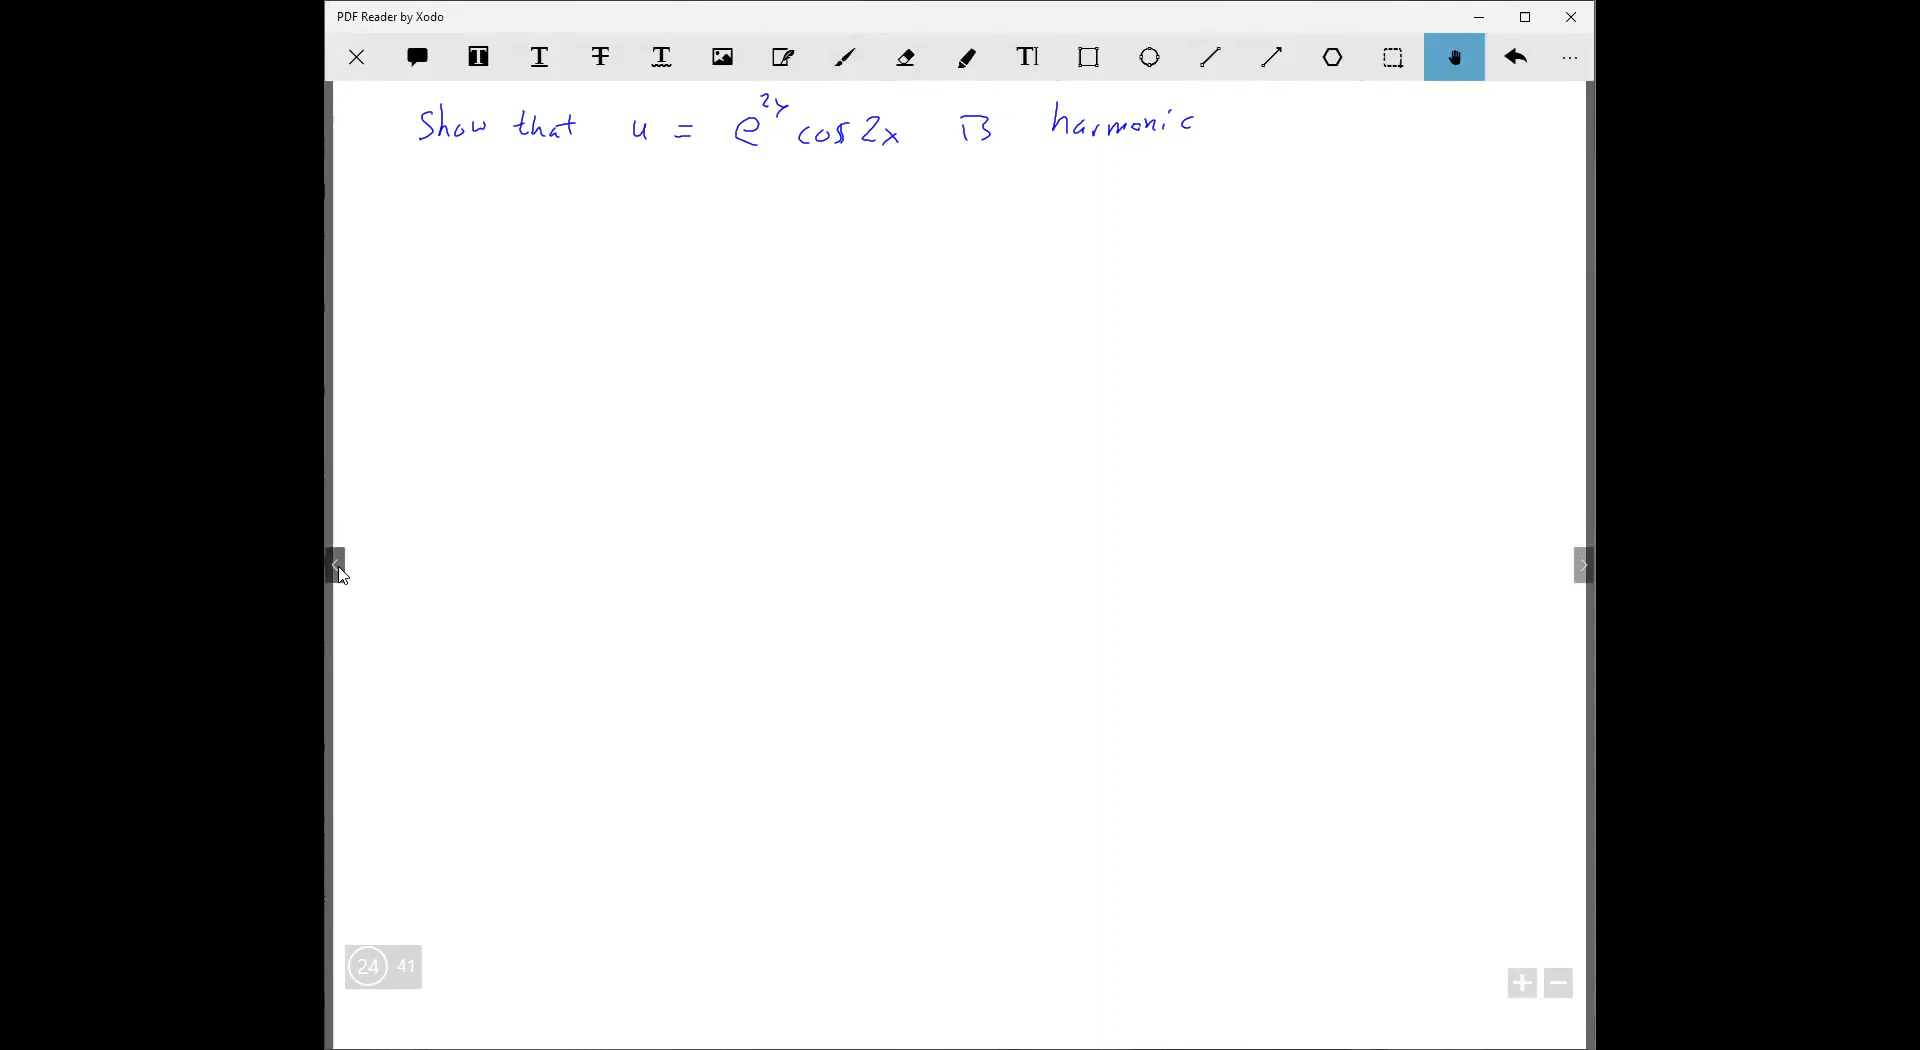 PDF Reader by Xodo
Show that u = e^{2y} cos 2x is harmonic
24 41